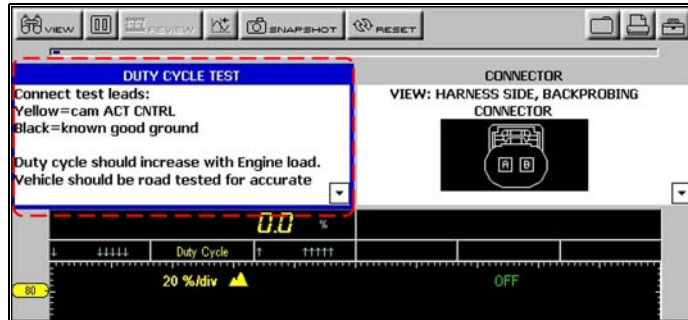 VIEW
REVIEW
SNAPSHOT
RESET
DUTY CYCLE TEST
Connect test leads:
Yellow=cam ACT CNTRL
Black=known good ground
Duty cycle should increase with Engine load.
Vehicle should be road tested for accurate
CONNECTOR
VIEW: HARNESS SIDE, BACKPROBING
CONNECTOR
A B
0.0 %
↓ ↓↓↓↓↓ Duty Cycle ↑ ↑↑↑↑↑
80 20 %/div OFF